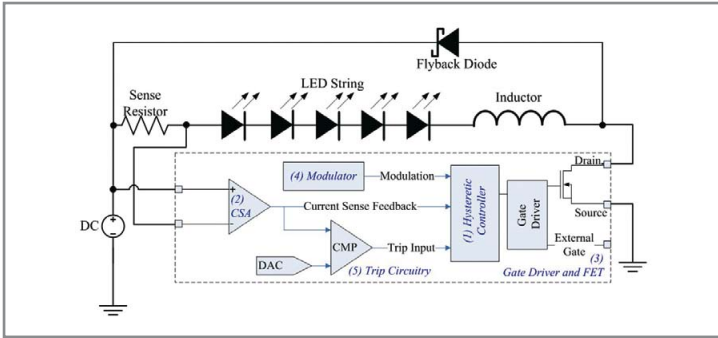 Flyback Diode
LED String
Sense
Resistor
Inductor
Drain
(4) Modulator
Modulation
+
(2)
CSA
-
Current Sense Feedback
(1) Hysteretic
Controller
Gate
Driver
Source
DC
+
-
CMP
Trip Input
External
Gate
(3)
DAC
(5) Trip Circuitry
Gate Driver and FET